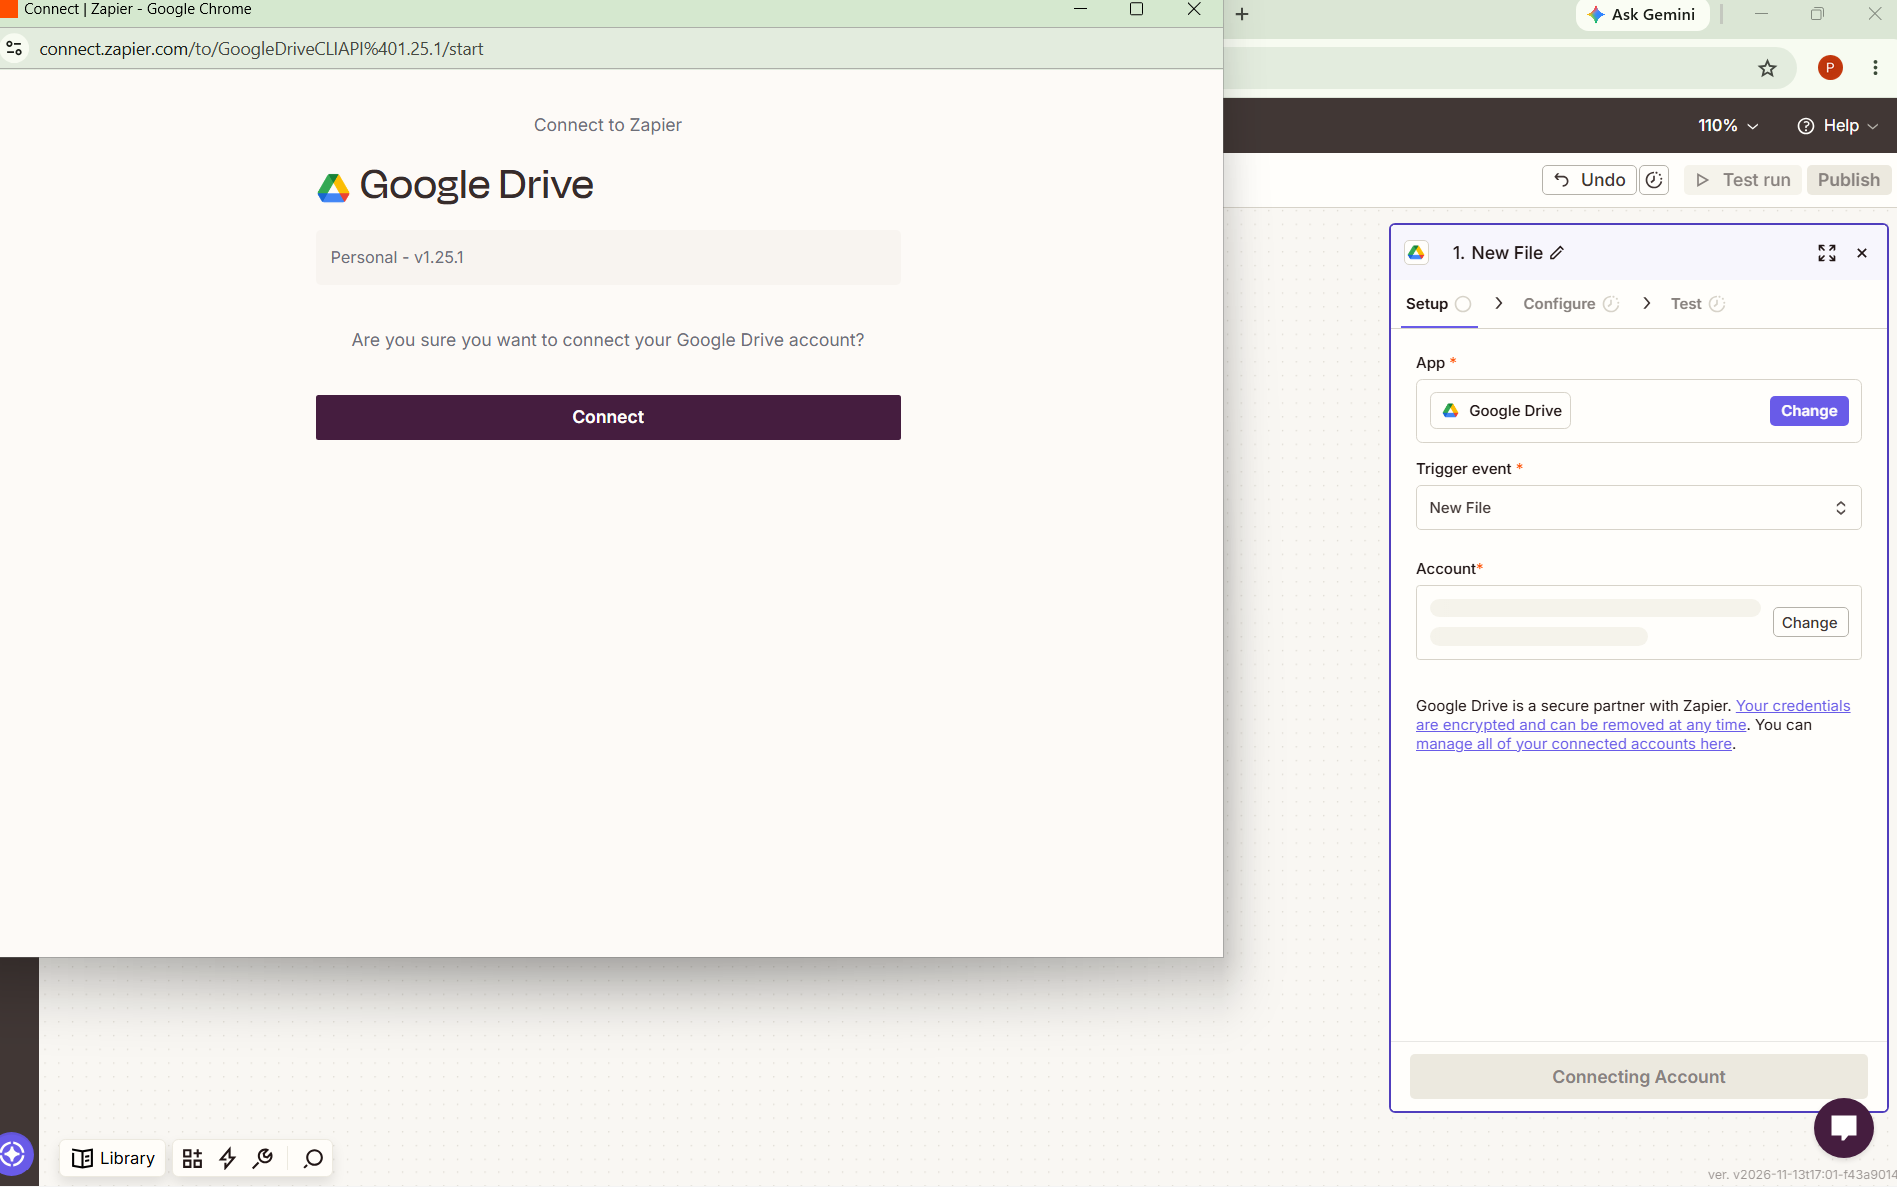 Connect | Zapier - Google Chrome
connect.zapier.com/to/GoogleDriveCLIAPI%401.25.1/start
Connect to Zapier
Google Drive
Personal - v1.25.1
Are you sure you want to connect your Google Drive account?
Connect
Ask Gemini
P
110%
Help
Undo
Test run
Publish
1. New File
Setup
Configure
Test
App *
Google Drive
Change
Trigger event *
New File
Account*
Change
Google Drive is a secure partner with Zapier. Your credentials
are encrypted and can be removed at any time. You can
manage all of your connected accounts here.
Connecting Account
Library
ver. v2026-11-13t17:01-f43a9014